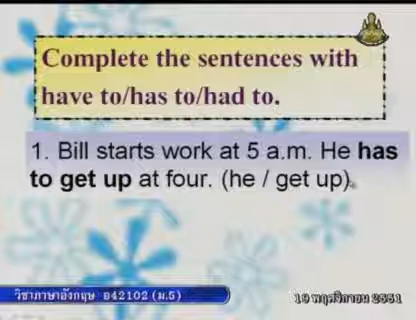 Complete the sentences with
have to/has to/had to.
1. Bill starts work at 5 a.m. He has
to get up at four. (he / get up).
วิชาภาษาอังกฤษ อ42102 (ม.5)
19 พฤศจิกายน 2551